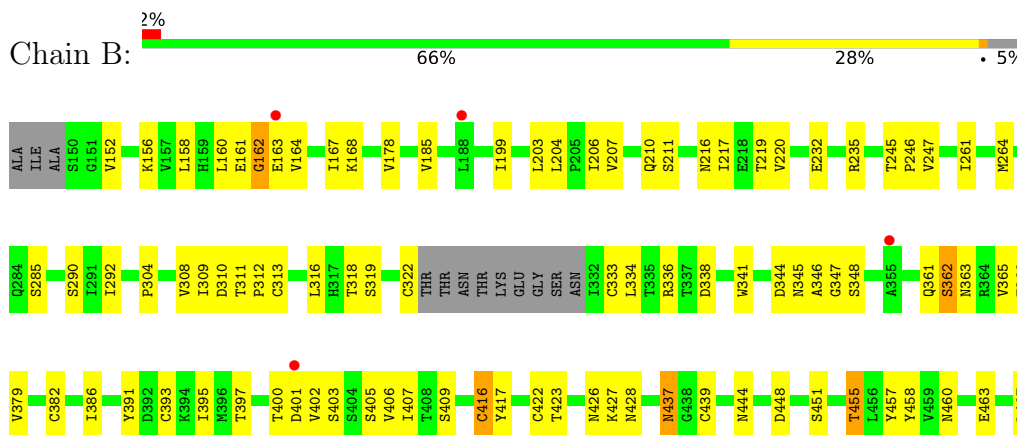 2%
Chain B:
66% 28% • 5%
ALA ILE ALA S150 G151 V152 K156 V157 L158 H159 L160 E161 G162 E163 V164 I167 K168 V178 V185 L188 I199 L203 L204 P205 I206 V207 Q210 S211 N216 I217 E218 T219 V220 E232 R235 T245 P246 V247 I261 M264
Q284 S285 S290 I291 I292 P304 V308 I309 D310 T311 P312 C313 L316 H317 T318 S319 C322 THR THR ASN THR LYS GLU GLY SER ASN I332 C333 L334 T335 R336 T337 D338 W341 D344 N345 A346 G347 S348 A355 Q361 S362 N363 R364 V365
V379 C382 I386 Y391 D392 C393 K394 I395 M396 T397 T400 D401 V402 S403 S404 S405 V406 I407 T408 S409 C416 Y417 C422 T423 N426 K427 N428 N437 G438 C439 N444 D448 S451 T455 L456 Y457 Y458 V459 N460 E463